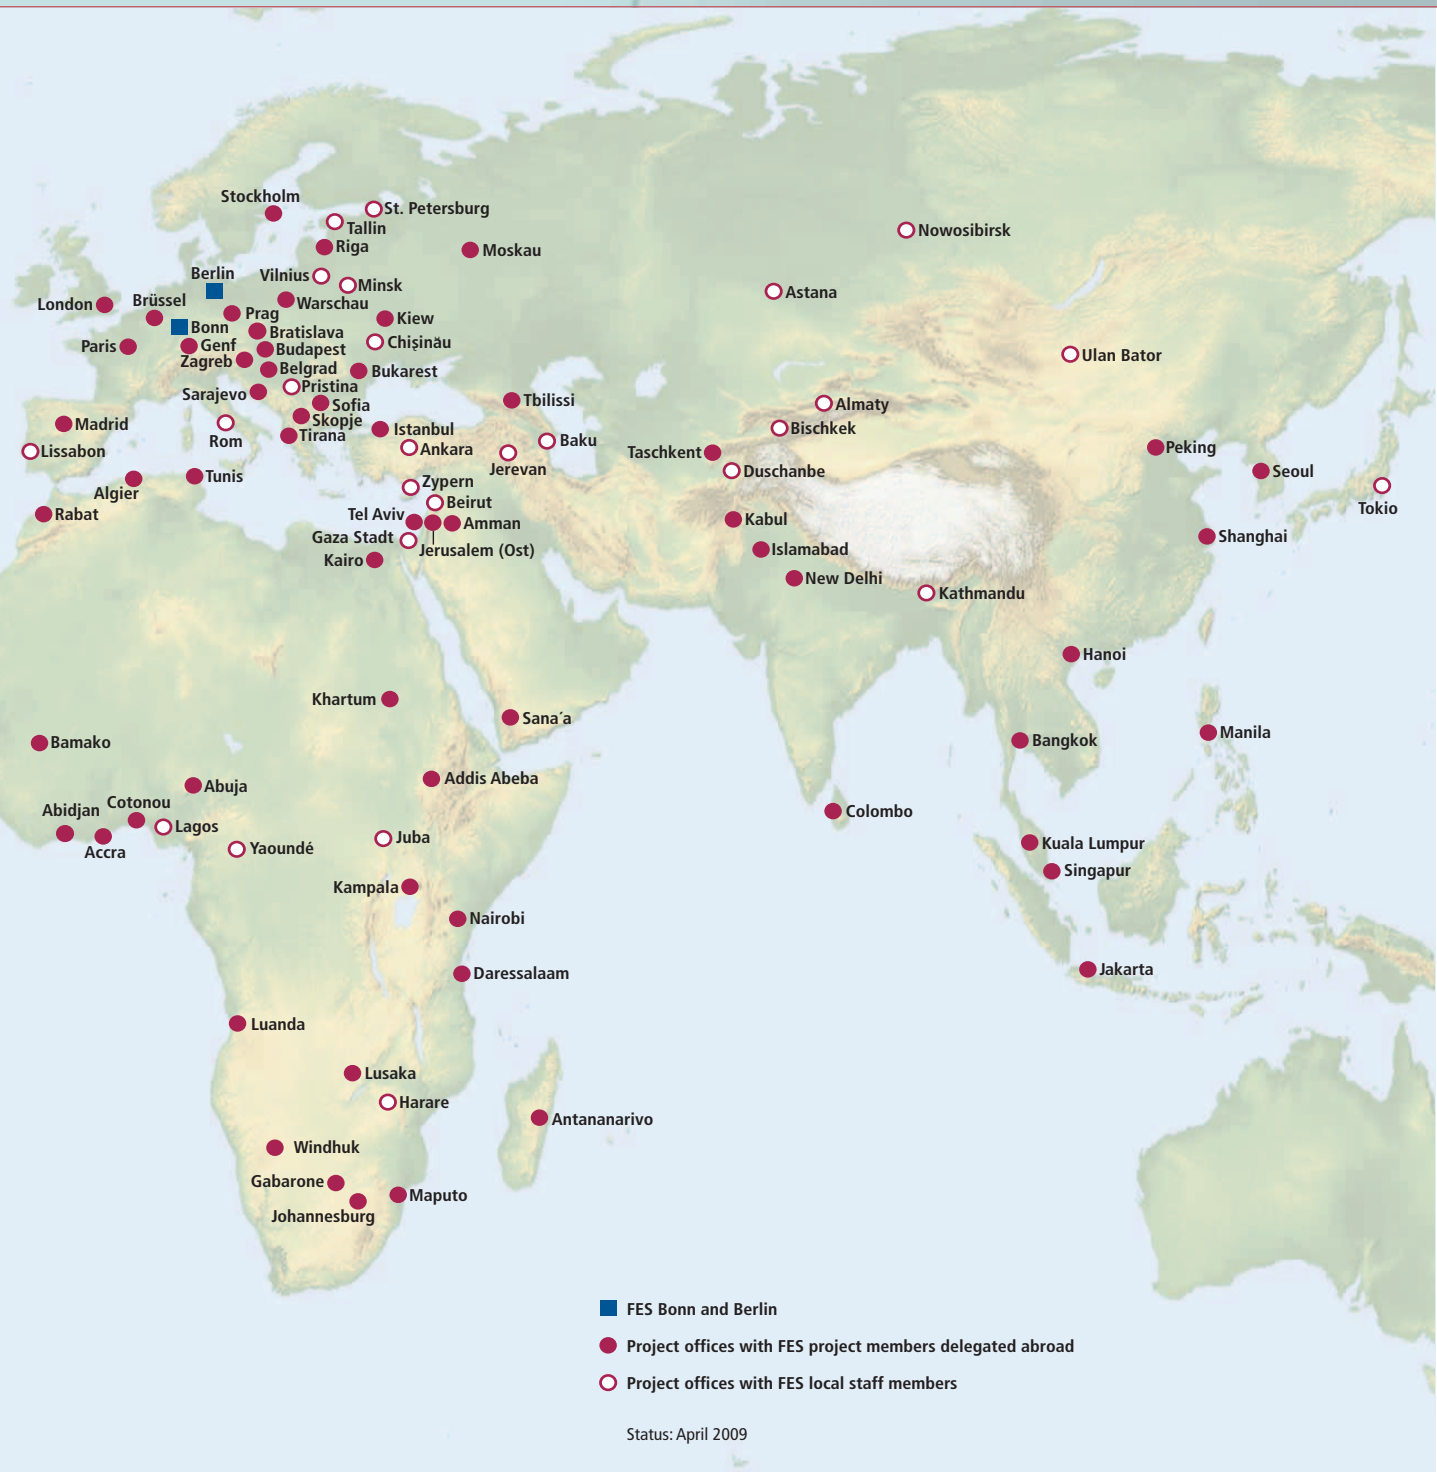 Stockholm
St. Petersburg
Tallin
Riga
Moskau
Nowosibirsk
Berlin
Vilnius
Minsk
Astana
London
Brüssel
Warschau
Prag
Kiew
Bonn
Bratislava
Chişinău
Paris
Genf
Budapest
Ulan Bator
Zagreb
Belgrad
Bukarest
Pristina
Sarajevo
Tbilissi
Sofia
Almaty
Skopje
Madrid
Istanbul
Bischkek
Tirana
Rom
Baku
Lissabon
Ankara
Taschkent
Peking
Jerevan
Duschanbe
Seoul
Tunis
Zypern
Algier
Beirut
Tokio
Rabat
Tel Aviv
Amman
Kabul
Gaza Stadt
Shanghai
Jerusalem (Ost)
Islamabad
Kairo
New Delhi
Kathmandu
Hanoi
Khartum
Sana´a
Manila
Bamako
Bangkok
Addis Abeba
Abuja
Cotonou
Abidjan
Colombo
Lagos
Juba
Kuala Lumpur
Accra
Yaoundé
Singapur
Kampala
Nairobi
Jakarta
Daressalaam
Luanda
Lusaka
Harare
Antananarivo
Windhuk
Gabarone
Maputo
Johannesburg
FES Bonn and Berlin
Project offices with FES project members delegated abroad
Project offices with FES local staff members
Status: April 2009